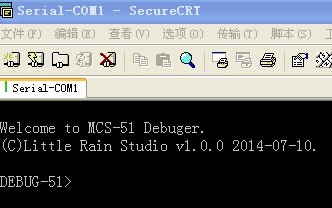 Serial-COM1 - SecureCRT
文件(F) 编辑(E) 查看(V) 选项(O) 传输(T) 脚本(S)
Serial-COM1
Welcome to MCS-51 Debuger.
(C)Little Rain Studio v1.0.0 2014-07-10.
DEBUG-51>